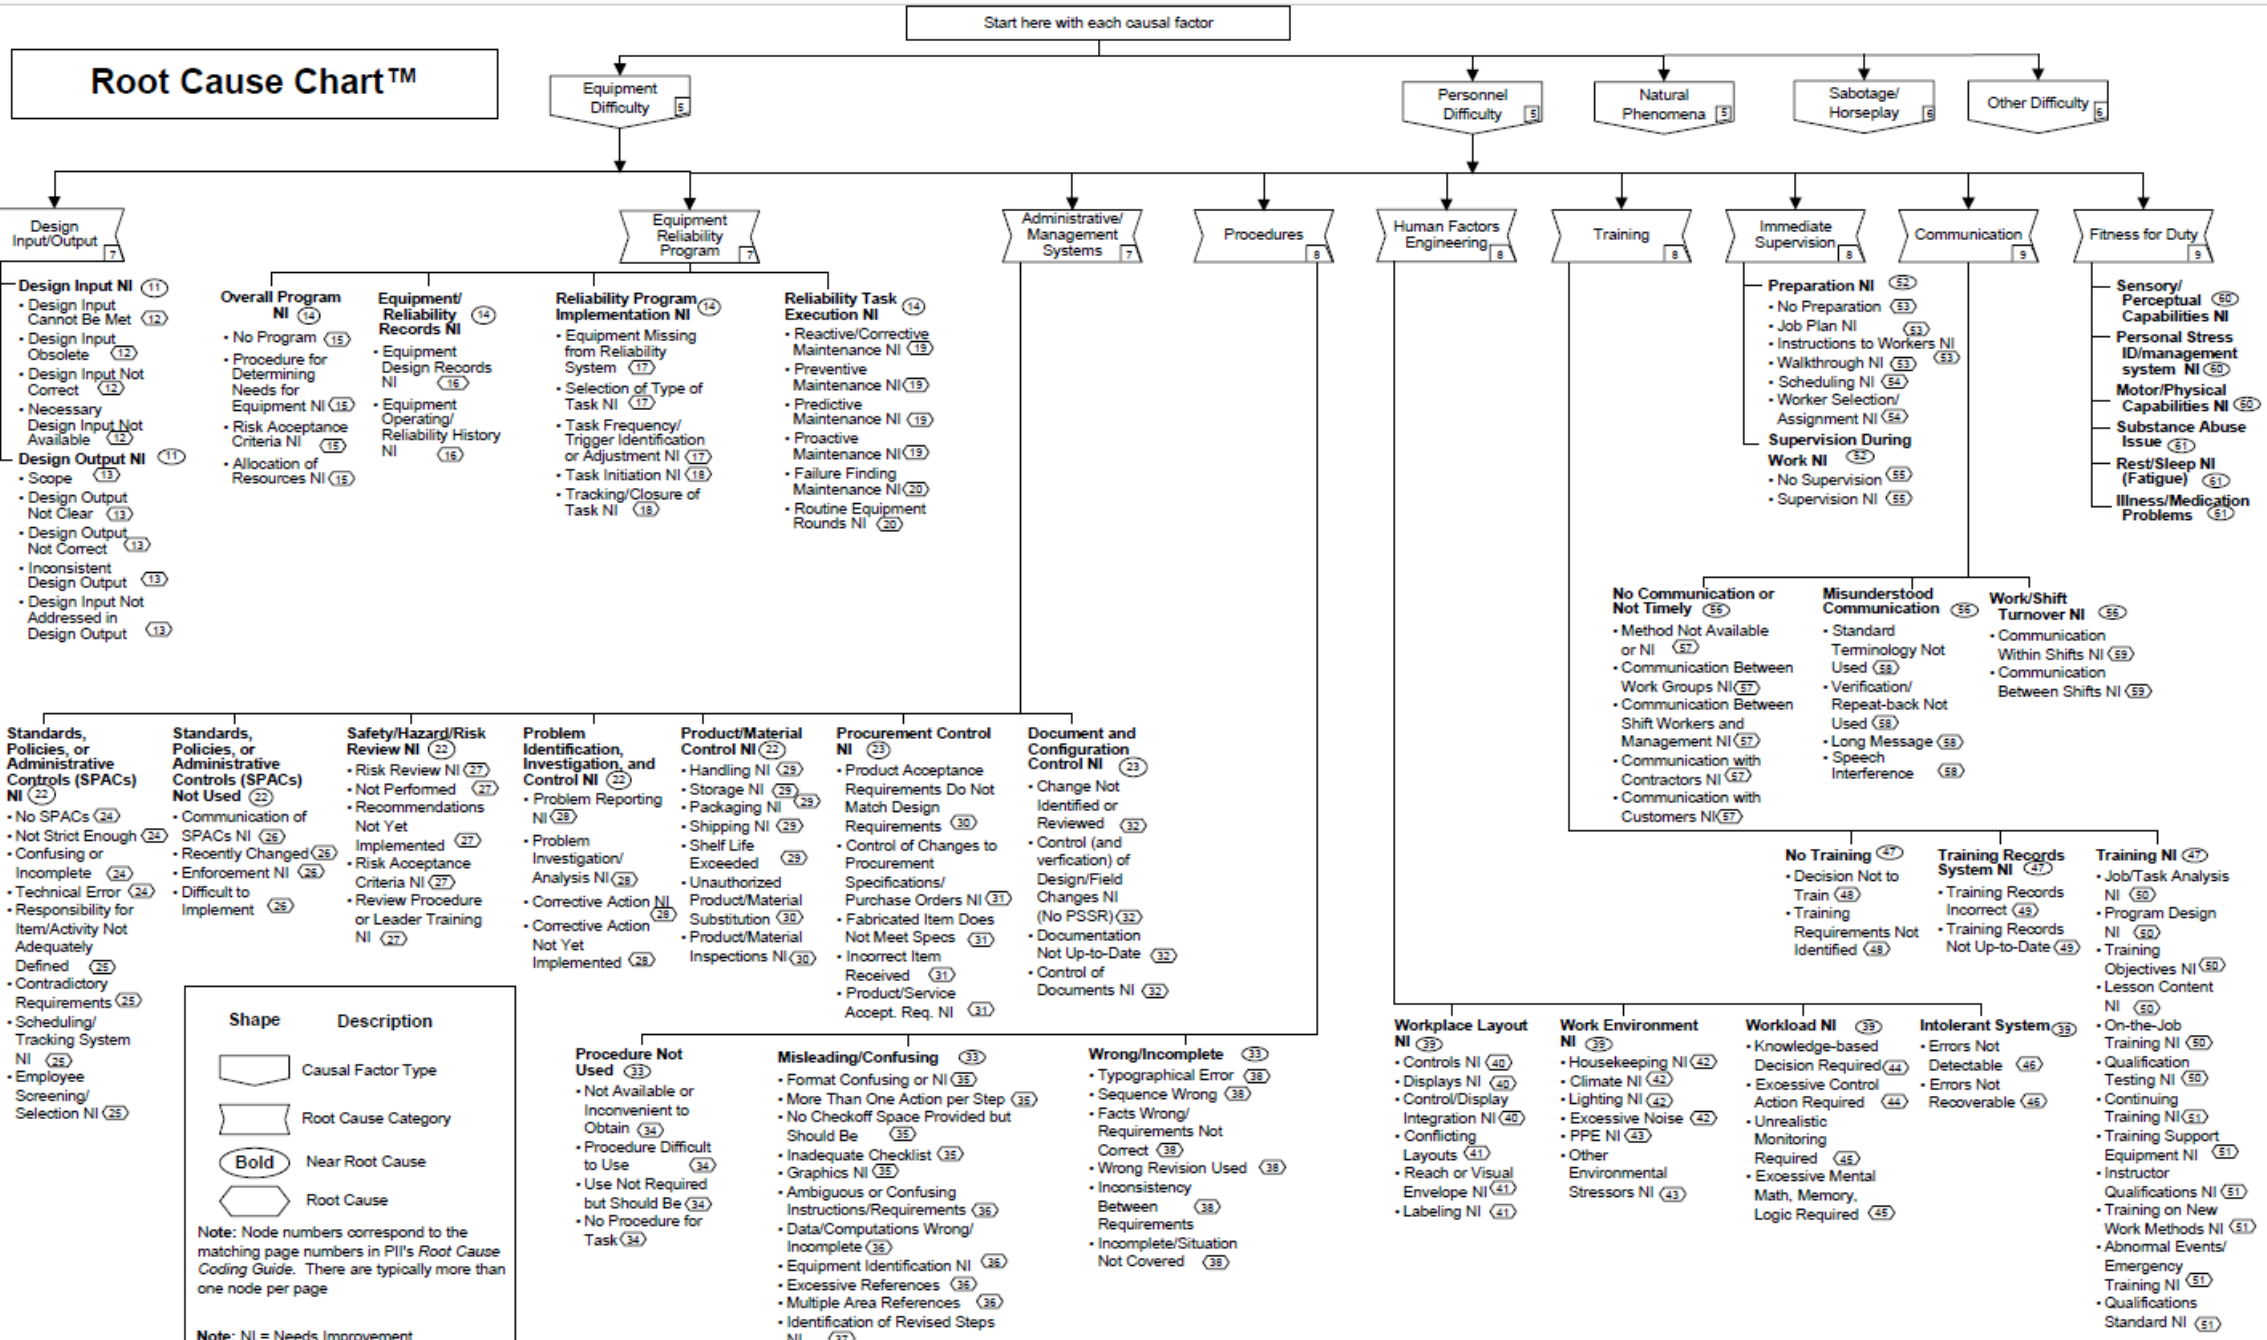 Start here with each causal factor
Root Cause Chart™
Equipment
Difficulty 5
Personnel
Difficulty 5
Natural
Phenomena 5
Sabotage/
Horseplay 6
Other Difficulty 6
Design
Input/Output 7
Equipment
Reliability
Program 7
Administrative/
Management
Systems 7
Procedures 8
Human Factors
Engineering 8
Training 8
Immediate
Supervision 8
Communication 9
Fitness for Duty 9
Design Input NI 11
• Design Input
Cannot Be Met 12
• Design Input
Obsolete 12
• Design Input Not
Correct 12
• Necessary
Design Input Not
Available 12
Design Output NI 11
• Scope 13
• Design Output
Not Clear 13
• Design Output
Not Correct 13
• Inconsistent
Design Output 13
• Design Input Not
Addressed in
Design Output 13
Overall Program
NI 14
• No Program 15
• Procedure for
Determining
Needs for
Equipment NI 15
• Risk Acceptance
Criteria NI 15
• Allocation of
Resources NI 15
Equipment/
Reliability 14
Records NI
• Equipment
Design Records
NI 16
• Equipment
Operating/
Reliability History
NI 16
Reliability Program
Implementation NI 14
• Equipment Missing
from Reliability
System 17
• Selection of Type of
Task NI 17
• Task Frequency/
Trigger Identification
or Adjustment NI 17
• Task Initiation NI 18
• Tracking/Closure of
Task NI 18
Reliability Task
Execution NI 14
• Reactive/Corrective
Maintenance NI 19
• Preventive
Maintenance NI 19
• Predictive
Maintenance NI 19
• Proactive
Maintenance NI 19
• Failure Finding
Maintenance NI 20
• Routine Equipment
Rounds NI 20
Preparation NI 52
• No Preparation 53
• Job Plan NI 53
• Instructions to Workers NI 53
• Walkthrough NI 53
• Scheduling NI 54
• Worker Selection/
Assignment NI 54
Supervision During
Work NI 52
• No Supervision 55
• Supervision NI 55
Sensory/
Perceptual 60
Capabilities NI
Personal Stress
ID/management
system NI 60
Motor/Physical
Capabilities NI 60
Substance Abuse
Issue 61
Rest/Sleep NI
(Fatigue) 61
Illness/Medication
Problems 61
No Communication or
Not Timely 56
• Method Not Available
or NI 57
• Communication Between
Work Groups NI 57
• Communication Between
Shift Workers and
Management NI 57
• Communication with
Contractors NI 57
• Communication with
Customers NI 57
Misunderstood
Communication 56
• Standard
Terminology Not
Used 58
• Verification/
Repeat-back Not
Used 58
• Long Message 58
• Speech
Interference 58
Work/Shift
Turnover NI 56
• Communication
Within Shifts NI 59
• Communication
Between Shifts NI 59
Standards,
Policies, or
Administrative
Controls (SPACs)
NI 22
• No SPACs 24
• Not Strict Enough 24
• Confusing or
Incomplete 24
• Technical Error 24
• Responsibility for
Item/Activity Not
Adequately
Defined 25
• Contradictory
Requirements 25
• Scheduling/
Tracking System
NI 25
• Employee
Screening/
Selection NI 25
Standards,
Policies, or
Administrative
Controls (SPACs)
Not Used 22
• Communication of
SPACs NI 26
• Recently Changed 26
• Enforcement NI 26
• Difficult to
Implement 26
Safety/Hazard/Risk
Review NI 22
• Risk Review NI 27
• Not Performed 27
• Recommendations
Not Yet
Implemented 27
• Risk Acceptance
Criteria NI 27
• Review Procedure
or Leader Training
NI 27
Problem
Identification,
Investigation, and
Control NI 22
• Problem Reporting
NI 28
• Problem
Investigation/
Analysis NI 28
• Corrective Action NI 28
• Corrective Action
Not Yet
Implemented 28
Product/Material
Control NI 22
• Handling NI 29
• Storage NI 29
• Packaging NI 29
• Shipping NI 29
• Shelf Life
Exceeded 29
• Unauthorized
Product/Material
Substitution 30
• Product/Material
Inspections NI 30
Procurement Control
NI 23
• Product Acceptance
Requirements Do Not
Match Design
Requirements 30
• Control of Changes to
Procurement
Specifications/
Purchase Orders NI 31
• Fabricated Item Does
Not Meet Specs 31
• Incorrect Item
Received 31
• Product/Service
Accept. Req. NI 31
Document and
Configuration
Control NI 23
• Change Not
Identified or
Reviewed 32
• Control (and
verfication) of
Design/Field
Changes NI
(No PSSR) 32
• Documentation
Not Up-to-Date 32
• Control of
Documents NI 32
No Training 47
• Decision Not to
Train 48
• Training
Requirements Not
Identified 48
Training Records
System NI 47
• Training Records
Incorrect 49
• Training Records
Not Up-to-Date 49
Training NI 47
• Job/Task Analysis
NI 50
• Program Design
NI 50
• Training
Objectives NI 50
• Lesson Content
NI 50
• On-the-Job
Training NI 50
• Qualification
Testing NI 50
• Continuing
Training NI 51
• Training Support
Equipment NI 51
• Instructor
Qualifications NI 51
• Training on New
Work Methods NI 51
• Abnormal Events/
Emergency
Training NI 51
• Qualifications
Standard NI 51
Shape Description
Causal Factor Type
Root Cause Category
Bold Near Root Cause
Root Cause
Note: Node numbers correspond to the
matching page numbers in PII's Root Cause
Coding Guide. There are typically more than
one node per page
Note: NI = Needs Improvement
Procedure Not
Used 33
• Not Available or
Inconvenient to
Obtain 34
• Procedure Difficult
to Use 34
• Use Not Required
but Should Be 34
• No Procedure for
Task 34
Misleading/Confusing 33
• Format Confusing or NI 35
• More Than One Action per Step 35
• No Checkoff Space Provided but
Should Be 35
• Inadequate Checklist 35
• Graphics NI 35
• Ambiguous or Confusing
Instructions/Requirements 36
• Data/Computations Wrong/
Incomplete 36
• Equipment Identification NI 36
• Excessive References 36
• Multiple Area References 36
• Identification of Revised Steps
NI 37
Wrong/Incomplete 33
• Typographical Error 38
• Sequence Wrong 38
• Facts Wrong/
Requirements Not
Correct 38
• Wrong Revision Used 38
• Inconsistency
Between 38
Requirements
• Incomplete/Situation
Not Covered 38
Workplace Layout
NI 39
• Controls NI 40
• Displays NI 40
• Control/Display
Integration NI 40
• Conflicting
Layouts 41
• Reach or Visual
Envelope NI 41
• Labeling NI 41
Work Environment
NI 39
• Housekeeping NI 42
• Climate NI 42
• Lighting NI 42
• Excessive Noise 42
• PPE NI 43
• Other
Environmental
Stressors NI 43
Workload NI 39
• Knowledge-based
Decision Required 44
• Excessive Control
Action Required 44
• Unrealistic
Monitoring
Required 45
• Excessive Mental
Math, Memory,
Logic Required 45
Intolerant System 39
• Errors Not
Detectable 46
• Errors Not
Recoverable 46